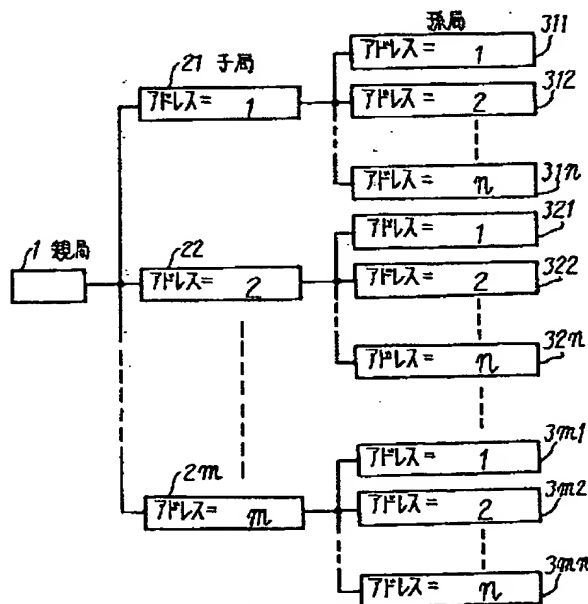 孫局
311
アドレス= 1
21 子局
312
アドレス= 1
アドレス= 2
31n
アドレス= n
321
アドレス= 1
1 親局
22
322
アドレス= 2
アドレス= 2
32n
アドレス= n
3m1
アドレス= 1
2m
3m2
アドレス= m
アドレス= 2
3mn
アドレス= n